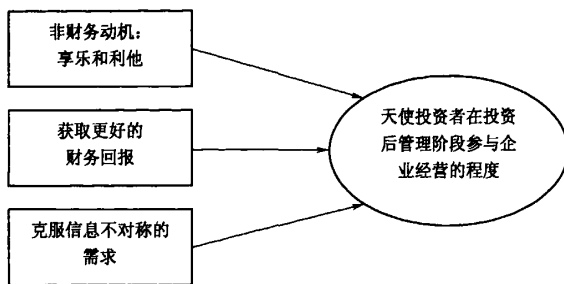 非财务动机：
享乐和利他
获取更好的
财务回报
克服信息不对称的
需求
天使投资者在投资
后管理阶段参与企
业经营的程度